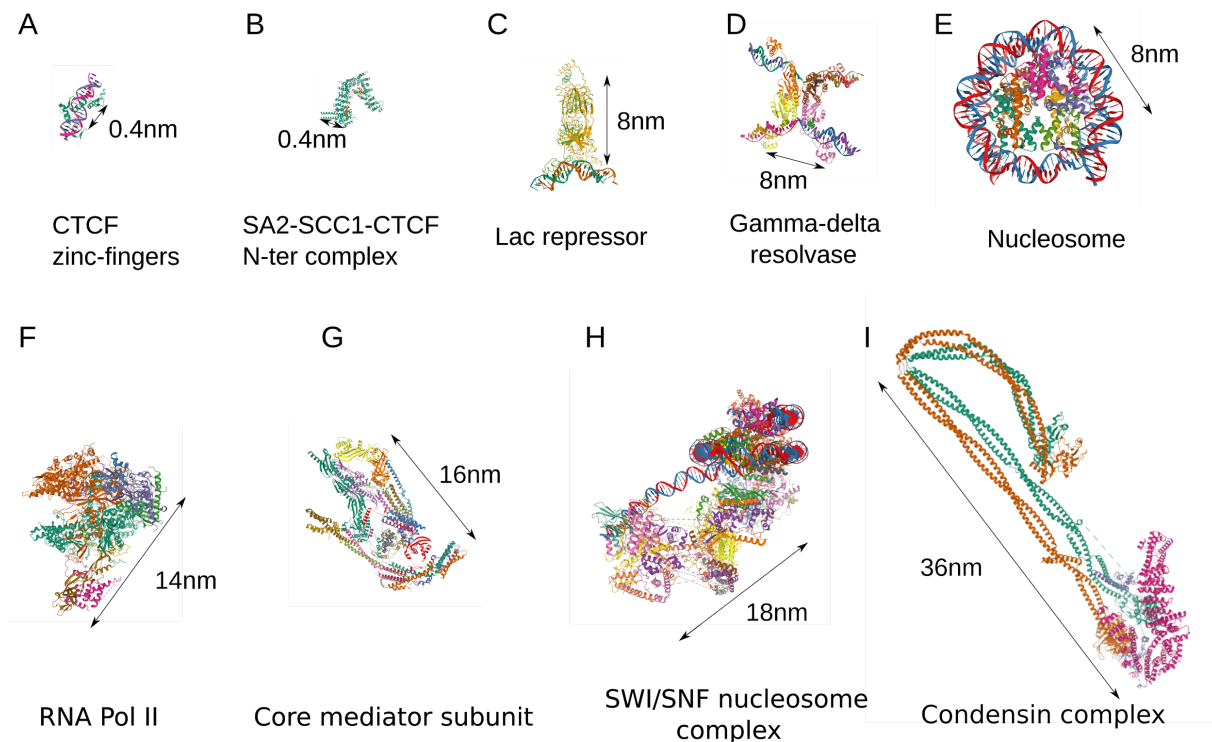 A
B
C
D
E
0.4nm
0.4nm
8nm
8nm
8nm
CTCF
zinc-fingers
SA2-SCC1-CTCF
N-ter complex
Lac repressor
Gamma-delta
resolvase
Nucleosome
F
G
H
I
14nm
16nm
18nm
36nm
RNA Pol II
Core mediator subunit
SWI/SNF nucleosome
complex
Condensin complex